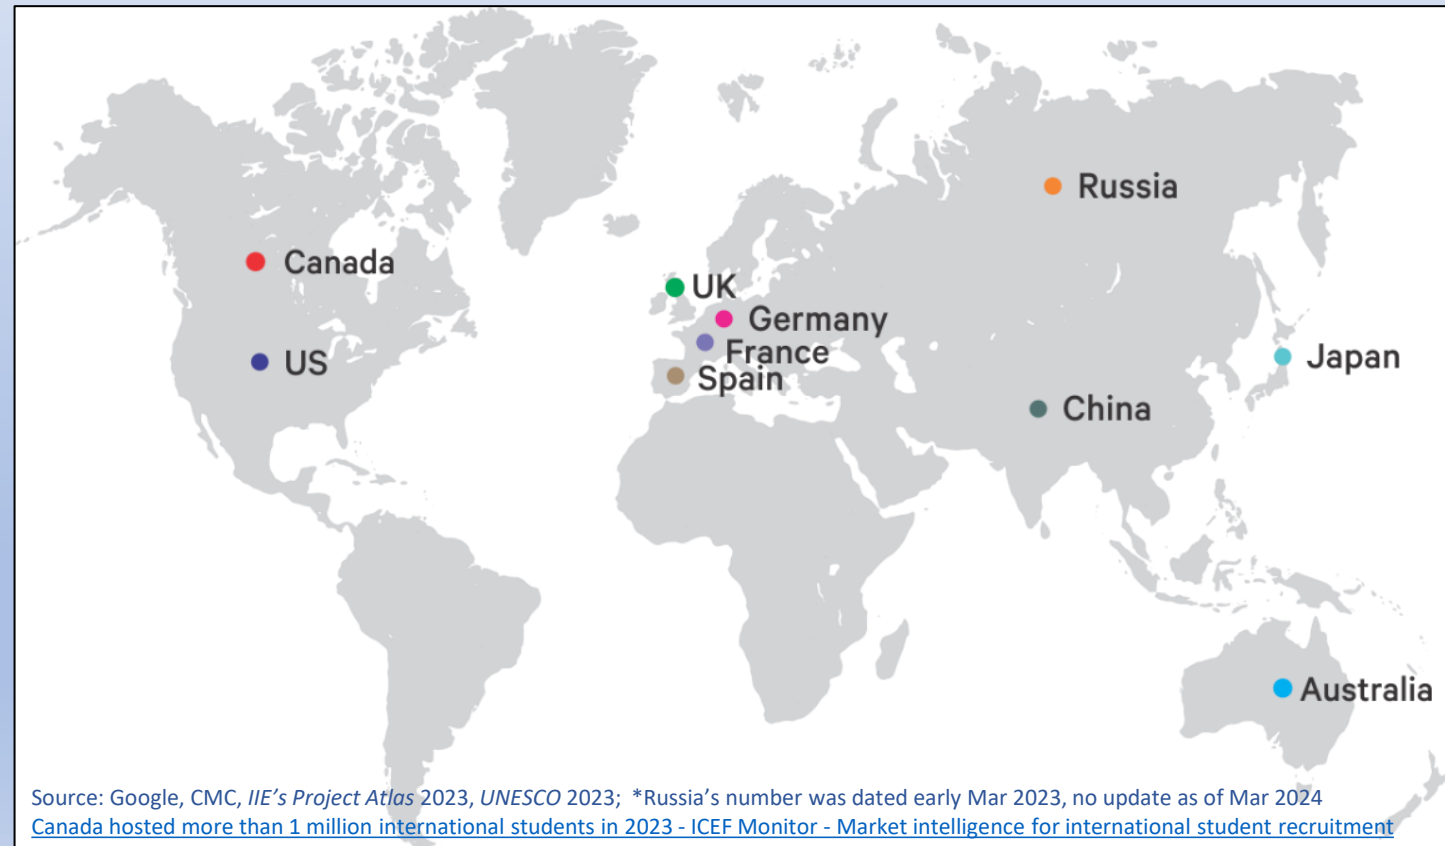 Russia
Canada
UK
Germany
France
Spain
US
Japan
China
Australia
Source: Google, CMC, IIE's Project Atlas 2023, UNESCO 2023; *Russia's number was dated early Mar 2023, no update as of Mar 2024
Canada hosted more than 1 million international students in 2023 - ICEF Monitor - Market intelligence for international student recruitment